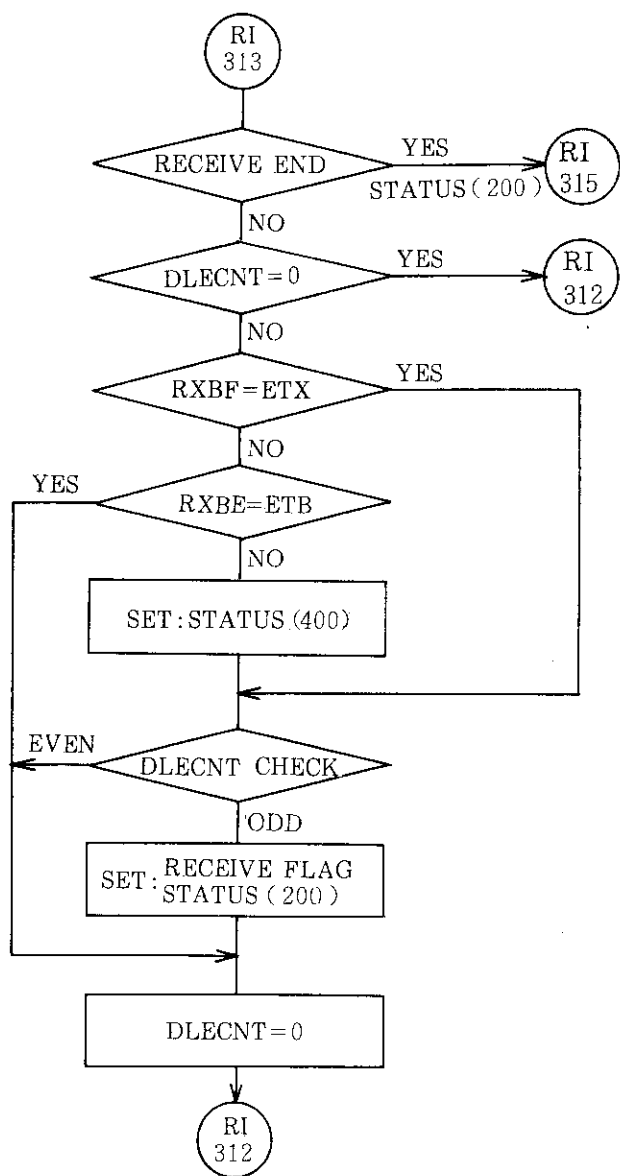 RI
313
RECEIVE END
YES
STATUS(200)
RI
315
NO
DLECNT=0
YES
RI
312
NO
RXBF=ETX
YES
NO
YES
RXBE=ETB
NO
SET:STATUS(400)
EVEN
DLECNT CHECK
ODD
SET: RECEIVE FLAG
STATUS(200)
DLECNT=0
RI
312